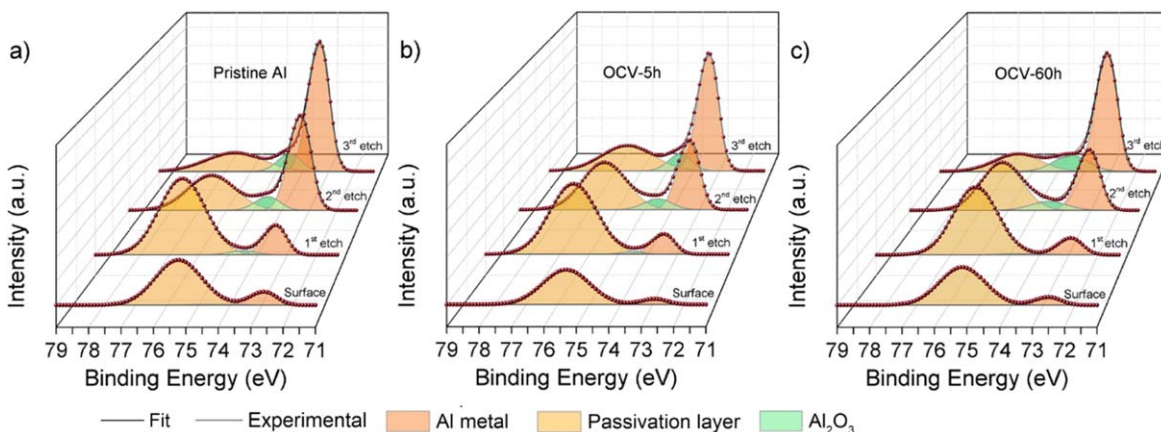 a)
Pristine Al
Intensity (a.u.)
3rd etch
2nd etch
1st etch
Surface
79 78 77 76 75 74 73 72 71
Binding Energy (eV)
b)
OCV-5h
Intensity (a.u.)
3rd etch
2nd etch
1st etch
Surface
79 78 77 76 75 74 73 72 71
Binding Energy (eV)
c)
OCV-60h
Intensity (a.u.)
3rd etch
2nd etch
1st etch
Surface
79 78 77 76 75 74 73 72 71
Binding Energy (eV)
Fit Experimental Al metal Passivation layer Al2O3